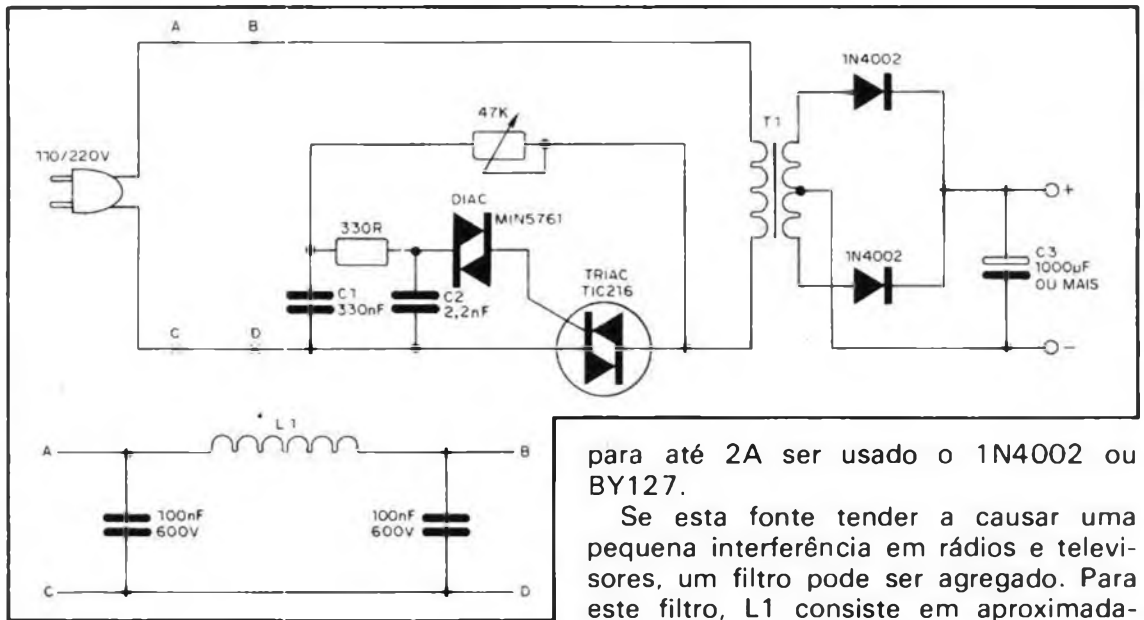 A B
110/220V
47K
330R
DIAC
MIN5761
C1
330nF
C2
2,2nF
TRIAC
TIC216
T1
1N4002
1N4002
C3
1000µF
OU MAIS
+
−
C D
A
* L1
B
100nF
600V
100nF
600V
C
D
para até 2A ser usado o 1N4002 ou
BY127.
Se esta fonte tender a causar uma
pequena interferência em rádios e televi-
sores, um filtro pode ser agregado. Para
este filtro, L1 consiste em aproximada-